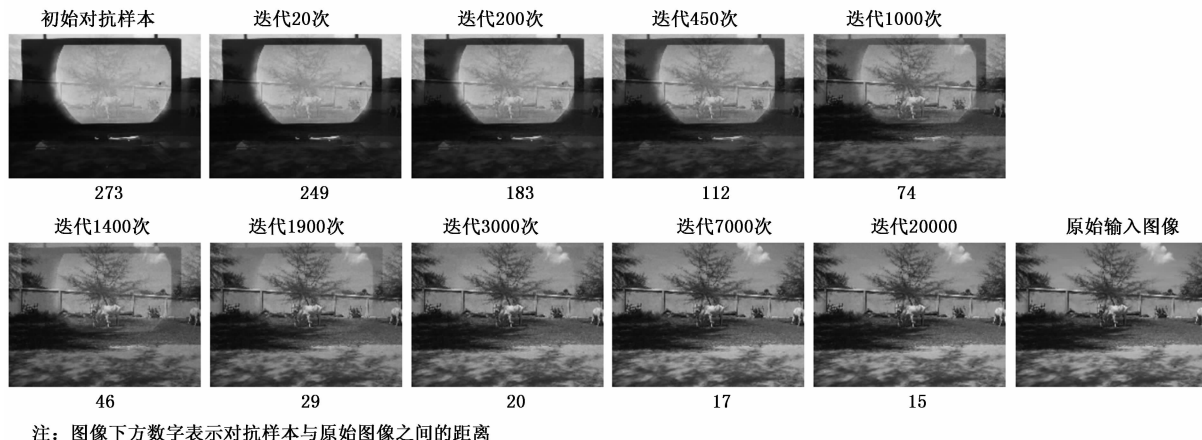 初始对抗样本 迭代20次 迭代200次 迭代450次 迭代1000次
273 249 183 112 74
迭代1400次 迭代1900次 迭代3000次 迭代7000次 迭代20000 原始输入图像
46 29 20 17 15
注：图像下方数字表示对抗样本与原始图像之间的距离